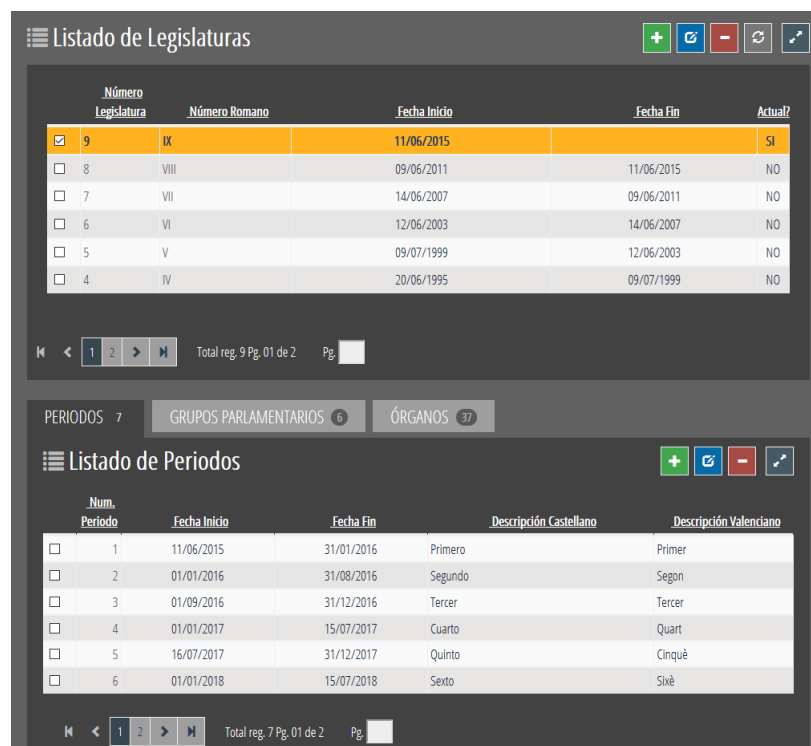 Listado de Legislaturas
Número Legislatura Número Romano Fecha Inicio Fecha Fin Actual?
9 IX 11/06/2015 SI
8 VIII 09/06/2011 11/06/2015 NO
7 VII 14/06/2007 09/06/2011 NO
6 VI 12/06/2003 14/06/2007 NO
5 V 09/07/1999 12/06/2003 NO
4 IV 20/06/1995 09/07/1999 NO
1 2 Total reg. 9 Pg. 01 de 2 Pg.
PERIODOS 7 GRUPOS PARLAMENTARIOS 6 ÓRGANOS 37
Listado de Periodos
Num. Periodo Fecha Inicio Fecha Fin Descripción Castellano Descripción Valenciano
1 11/06/2015 31/01/2016 Primero Primer
2 01/01/2016 31/08/2016 Segundo Segon
3 01/09/2016 31/12/2016 Tercer Tercer
4 01/01/2017 15/07/2017 Cuarto Quart
5 16/07/2017 31/12/2017 Quinto Cinquè
6 01/01/2018 15/07/2018 Sexto Sixè
1 2 Total reg. 7 Pg. 01 de 2 Pg.